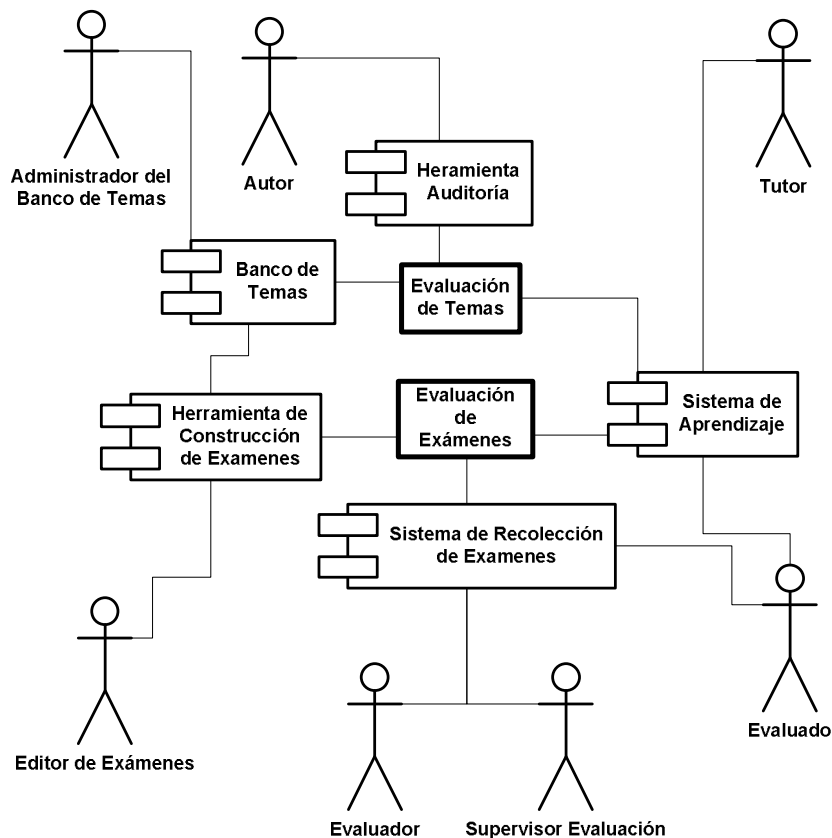 Administrador del
Banco de Temas
Autor
Heramienta
Auditoría
Tutor
Banco de
Temas
Evaluación
de Temas
Herramienta de
Construcción
de Examenes
Evaluación
de
Exámenes
Sistema de
Aprendizaje
Sistema de Recolección
de Examenes
Editor de Exámenes
Evaluado
Evaluador
Supervisor Evaluación